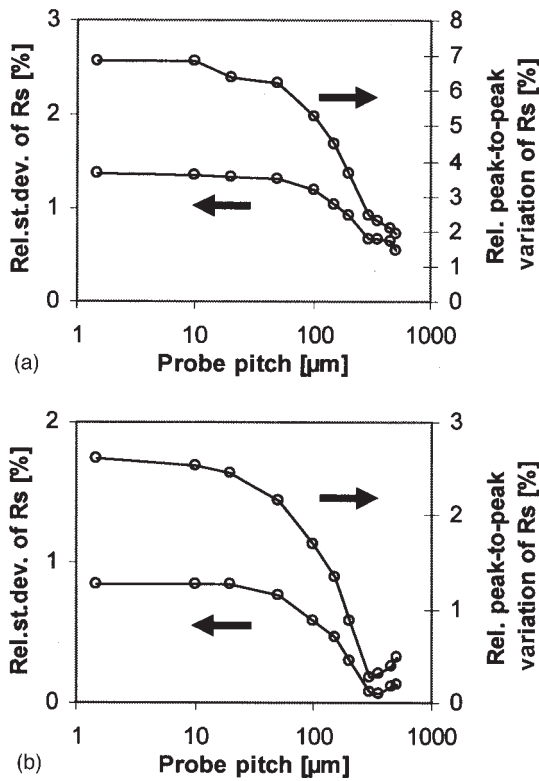 3
2
1
0
Rel.st.dev. of Rs [%]
8
7
6
5
4
3
2
1
0
Rel. peak-to-peak
variation of Rs [%]
1
10
100
1000
Probe pitch [µm]
(a)
2
1
0
Rel.st.dev. of Rs [%]
3
2
1
0
Rel. peak-to-peak
variation of Rs [%]
1
10
100
1000
Probe pitch [µm]
(b)